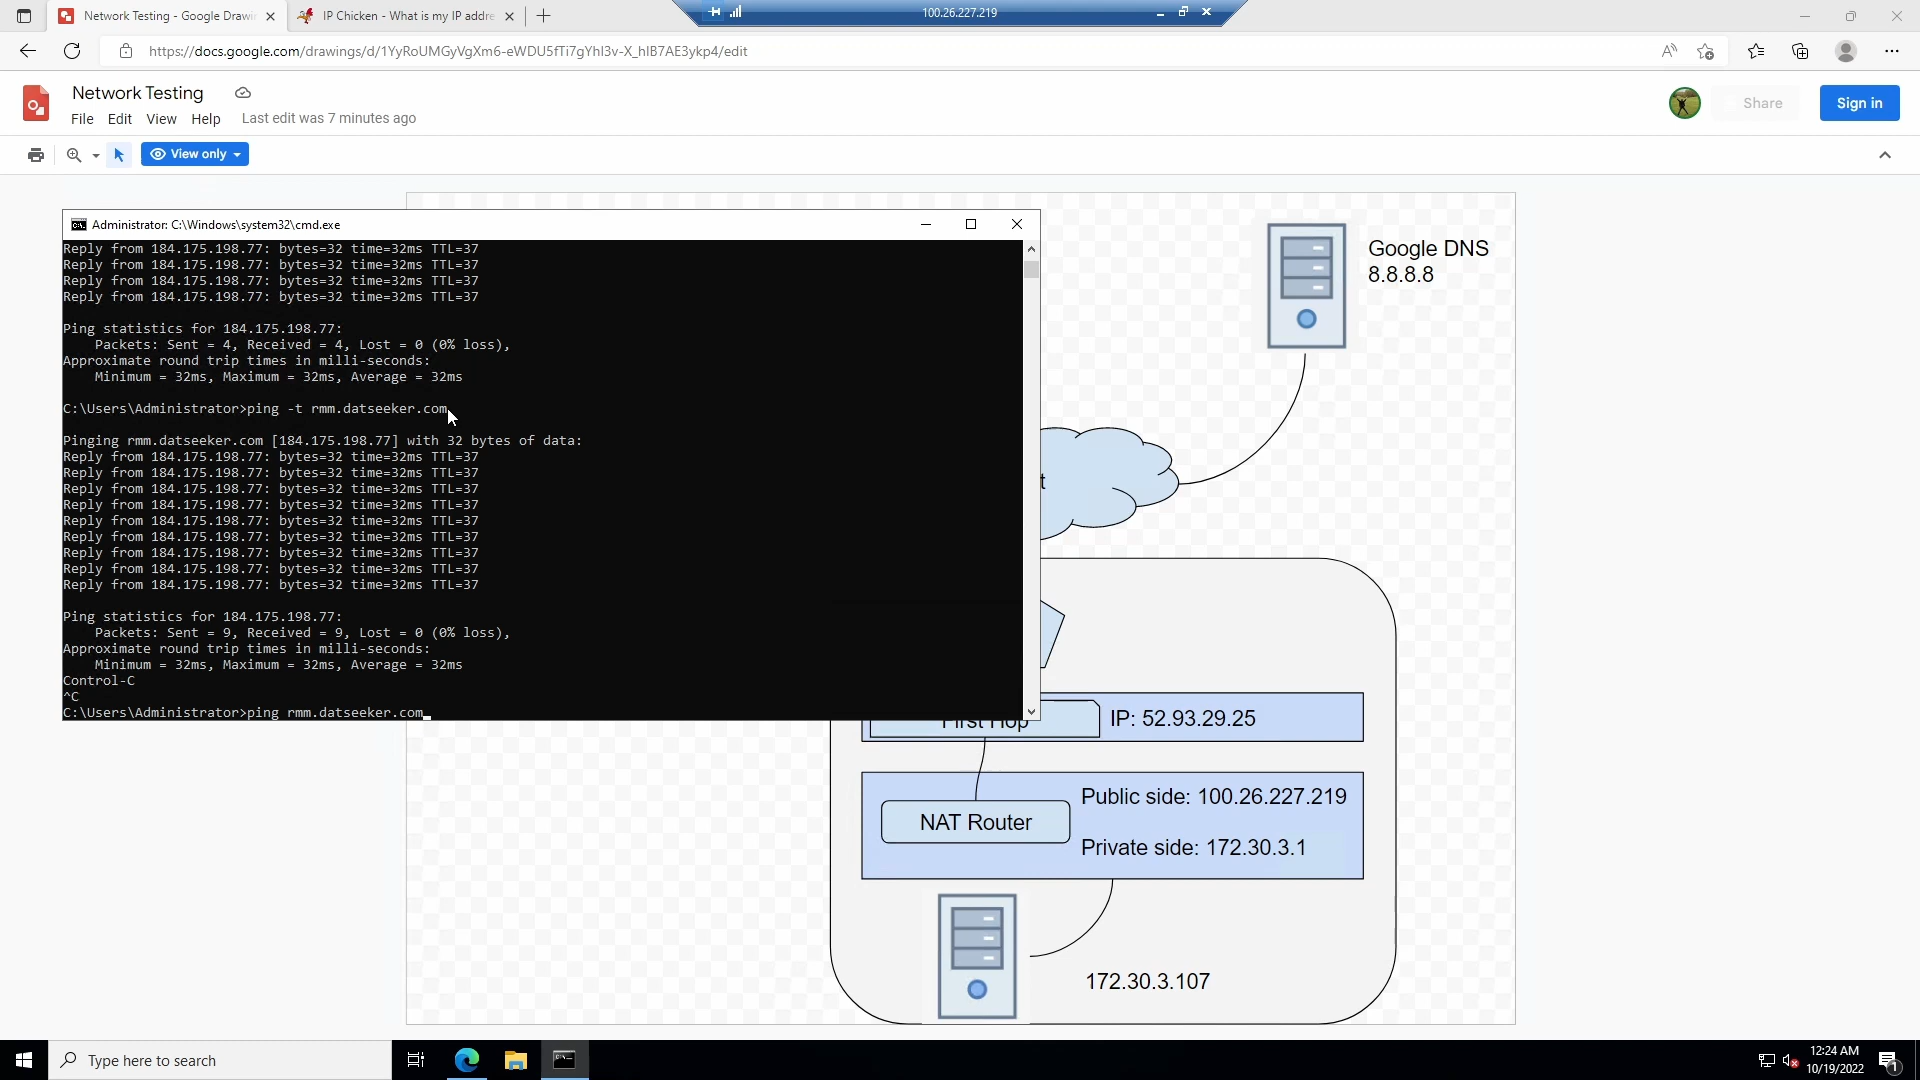 Network Testing - Google Drawin
IP Chicken - What is my IP addre
100.26.227.219
https://docs.google.com/drawings/d/1YyRoUMGyVgXm6-eWDU5fTi7gYhI3v-X_hIB7AE3ykp4/edit
Network Testing
File Edit View Help Last edit was 7 minutes ago
Share
Sign in
View only
Administrator: C:\Windows\system32\cmd.exe
Reply from 184.175.198.77: bytes=32 time=32ms TTL=37
Reply from 184.175.198.77: bytes=32 time=32ms TTL=37
Reply from 184.175.198.77: bytes=32 time=32ms TTL=37
Reply from 184.175.198.77: bytes=32 time=32ms TTL=37
Ping statistics for 184.175.198.77:
Packets: Sent = 4, Received = 4, Lost = 0 (0% loss),
Approximate round trip times in milli-seconds:
Minimum = 32ms, Maximum = 32ms, Average = 32ms
C:\Users\Administrator>ping -t rmm.datseeker.com
Pinging rmm.datseeker.com [184.175.198.77] with 32 bytes of data:
Reply from 184.175.198.77: bytes=32 time=32ms TTL=37
Reply from 184.175.198.77: bytes=32 time=32ms TTL=37
Reply from 184.175.198.77: bytes=32 time=32ms TTL=37
Reply from 184.175.198.77: bytes=32 time=32ms TTL=37
Reply from 184.175.198.77: bytes=32 time=32ms TTL=37
Reply from 184.175.198.77: bytes=32 time=32ms TTL=37
Reply from 184.175.198.77: bytes=32 time=32ms TTL=37
Reply from 184.175.198.77: bytes=32 time=32ms TTL=37
Reply from 184.175.198.77: bytes=32 time=32ms TTL=37
Ping statistics for 184.175.198.77:
Packets: Sent = 9, Received = 9, Lost = 0 (0% loss),
Approximate round trip times in milli-seconds:
Minimum = 32ms, Maximum = 32ms, Average = 32ms
Control-C
^C
C:\Users\Administrator>ping rmm.datseeker.com_
Google DNS
8.8.8.8
t
First Hop
IP: 52.93.29.25
NAT Router
Public side: 100.26.227.219
Private side: 172.30.3.1
172.30.3.107
Type here to search
12:24 AM
10/19/2022
1